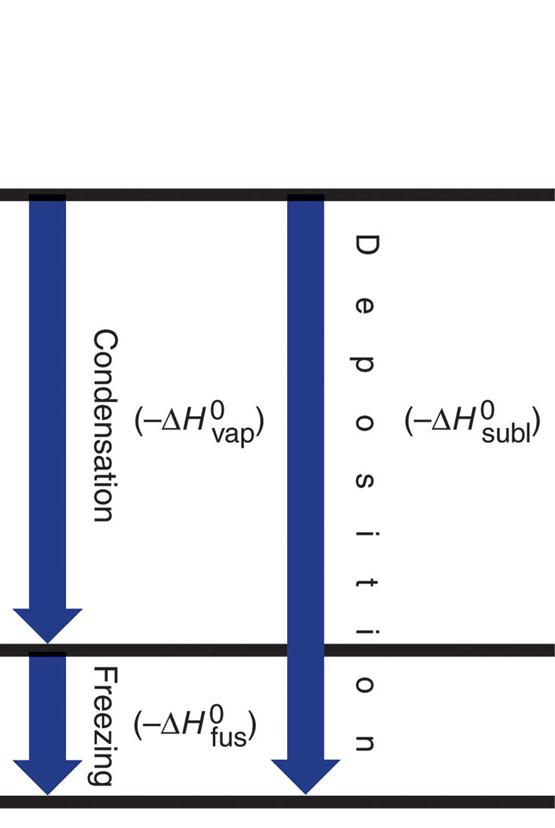 Condensation
(−ΔH⁰vap)
Deposition
(−ΔH⁰subl)
Freezing
(−ΔH⁰fus)